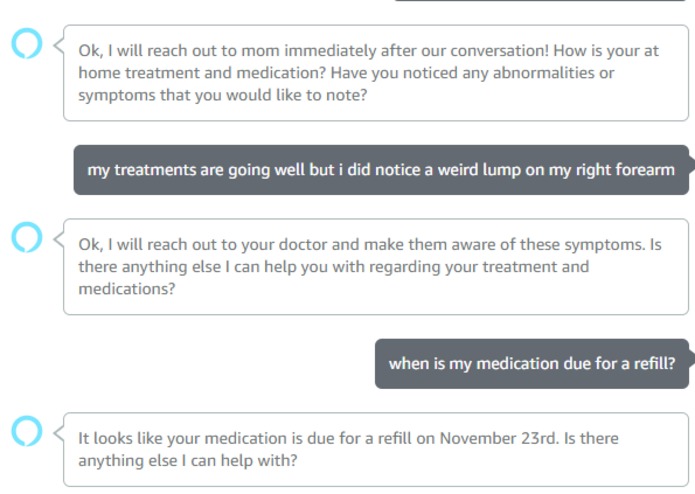 Ok, I will reach out to mom immediately after our conversation! How is your at
home treatment and medication? Have you noticed any abnormalities or
symptoms that you would like to note?
my treatments are going well but i did notice a weird lump on my right forearm
Ok, I will reach out to your doctor and make them aware of these symptoms. Is
there anything else I can help you with regarding your treatment and
medications?
when is my medication due for a refill?
It looks like your medication is due for a refill on November 23rd. Is there
anything else I can help with?